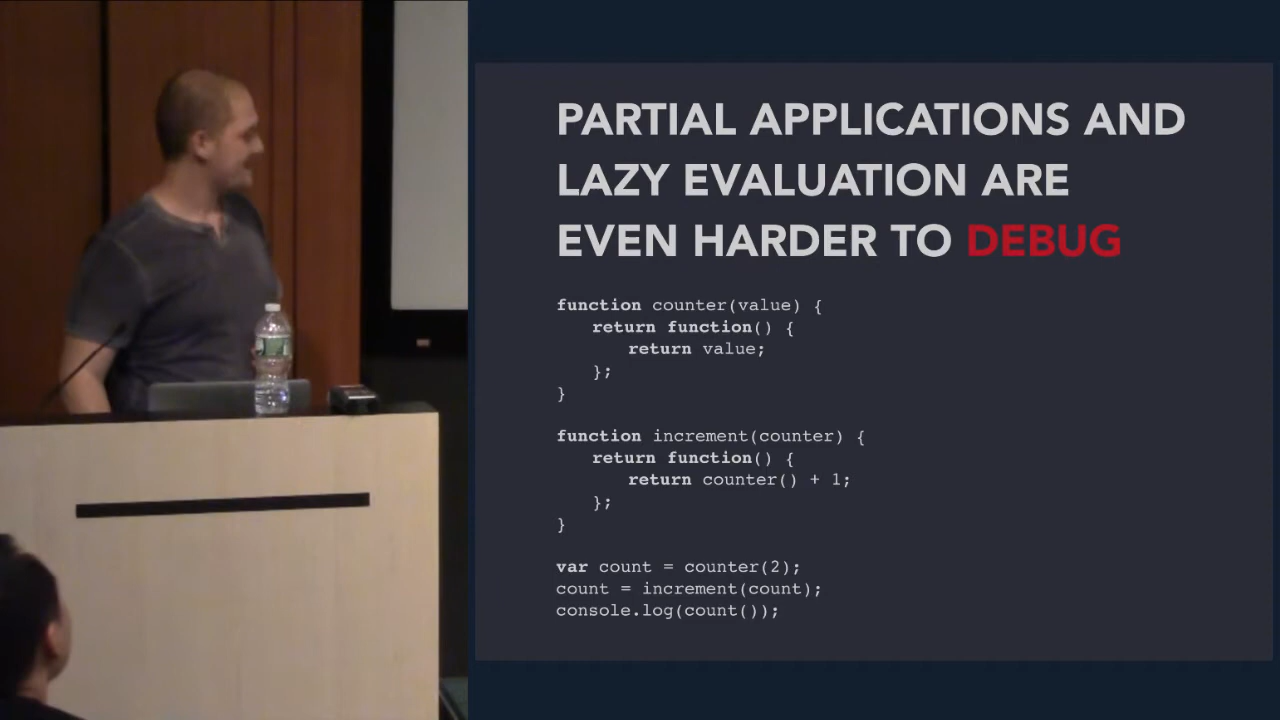 PARTIAL APPLICATIONS AND
LAZY EVALUATION ARE
EVEN HARDER TO DEBUG
function counter(value) {
return function() {
return value;
};
}
function increment(counter) {
return function() {
return counter() + 1;
};
}
var count = counter(2);
count = increment(count);
console.log(count());